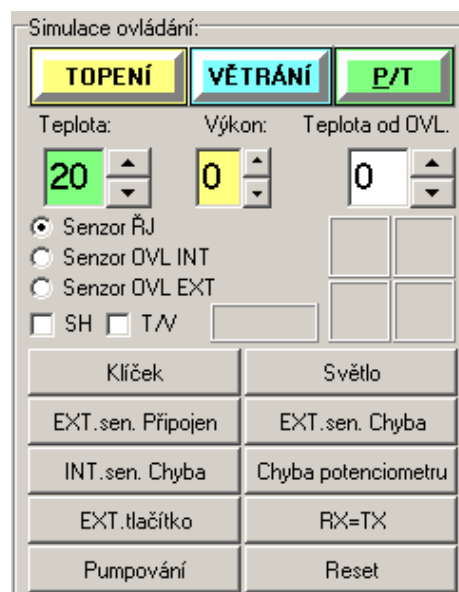 Simulace ovládání:
TOPENÍ VĚTRÁNÍ P/T
Teplota: Výkon: Teplota od OVL.
20 0 0
Senzor ŘJ
Senzor OVL INT
Senzor OVL EXT
SH T/V
Klíček Světlo
EXT.sen. Připojen EXT.sen. Chyba
INT.sen. Chyba Chyba potenciometru
EXT.tlačítko RX=TX
Pumpování Reset